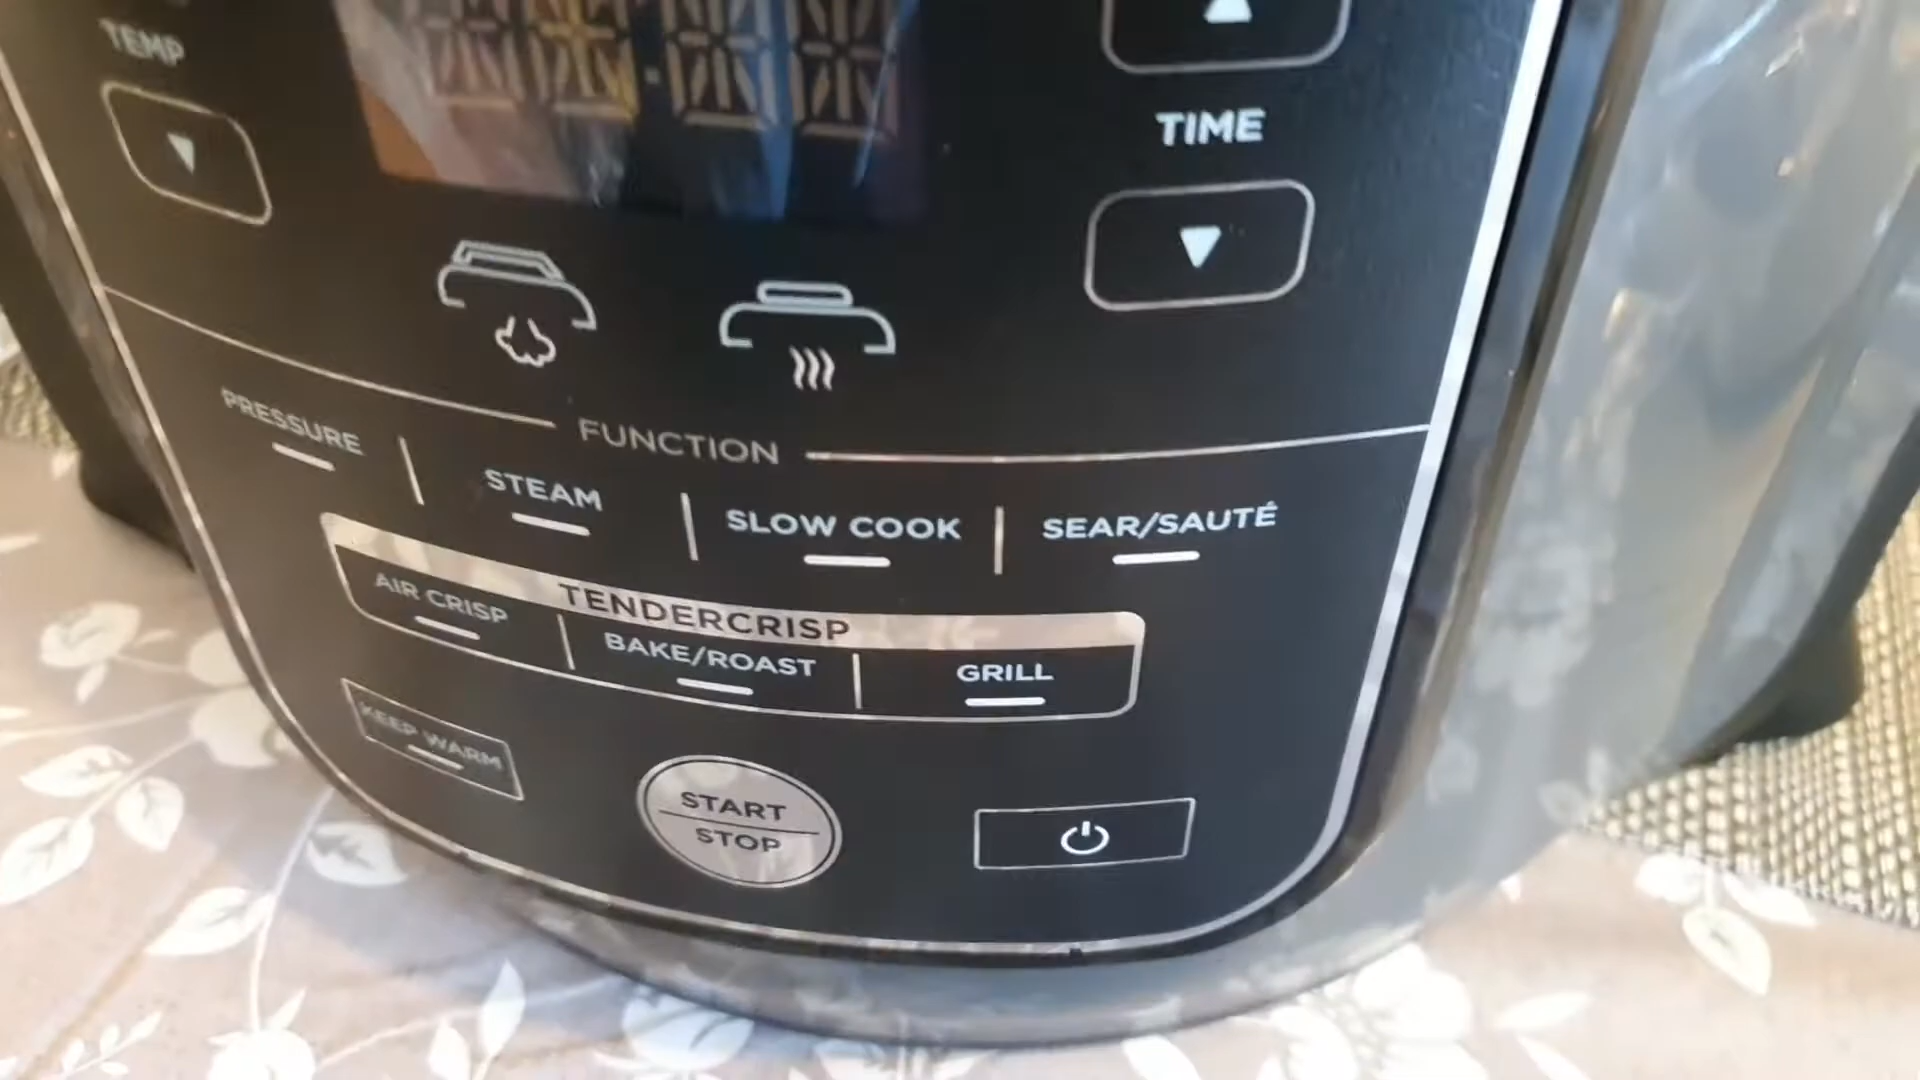 TEMP
TIME
FUNCTION
PRESSURE
STEAM
SLOW COOK
SEAR/SAUTÉ
TENDERCRISP
AIR CRISP
BAKE/ROAST
GRILL
KEEP WARM
START
STOP